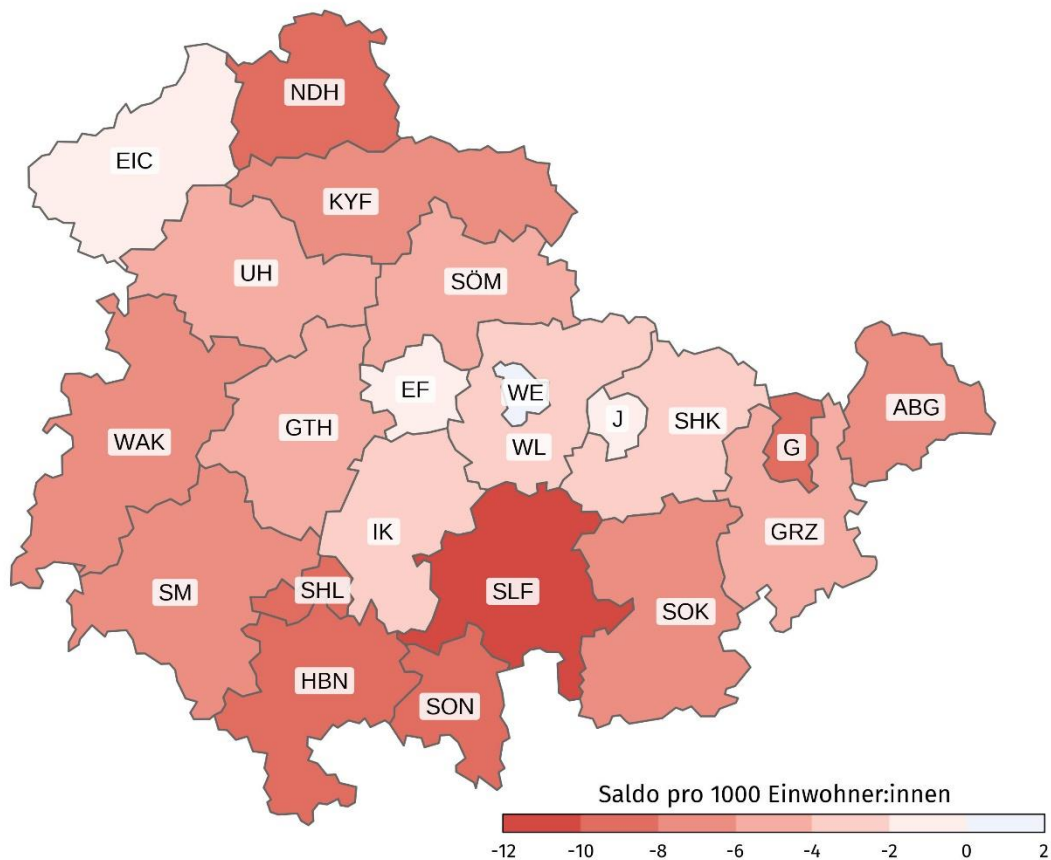 NDH
EIC
KYF
UH
SÖM
EF
WE
J
SHK
ABG
WAK
GTH
WL
G
IK
GRZ
SM
SHL
SLF
SOK
HBN
SON
Saldo pro 1000 Einwohner:innen
-12 -10 -8 -6 -4 -2 0 2